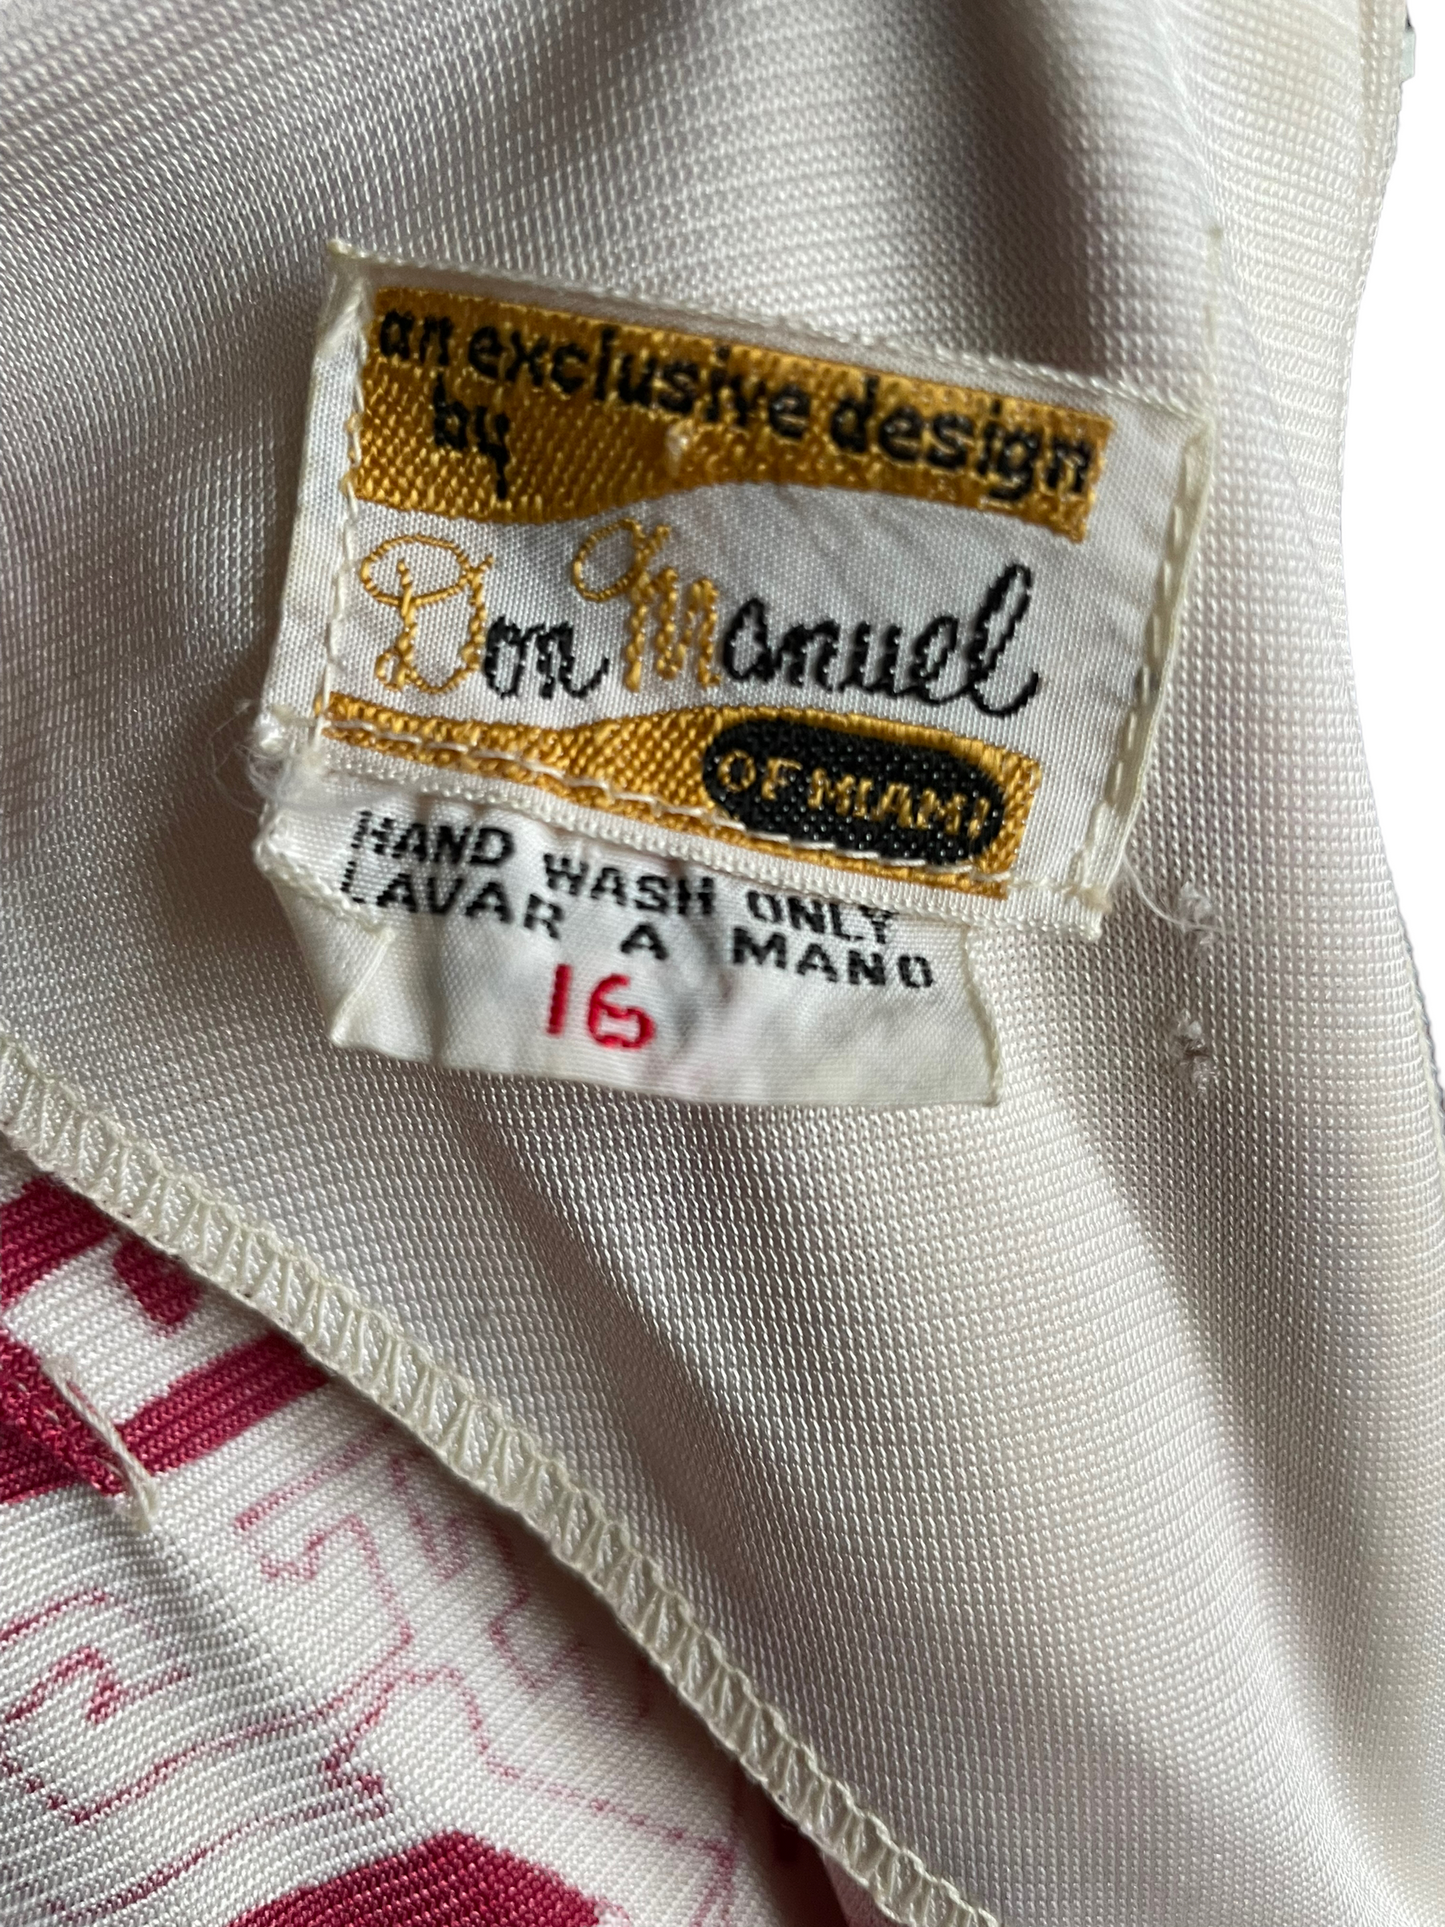 an exclusive design
by
Don Manuel
OF MIAMI
HAND WASH ONLY
LAVAR A MANO
16